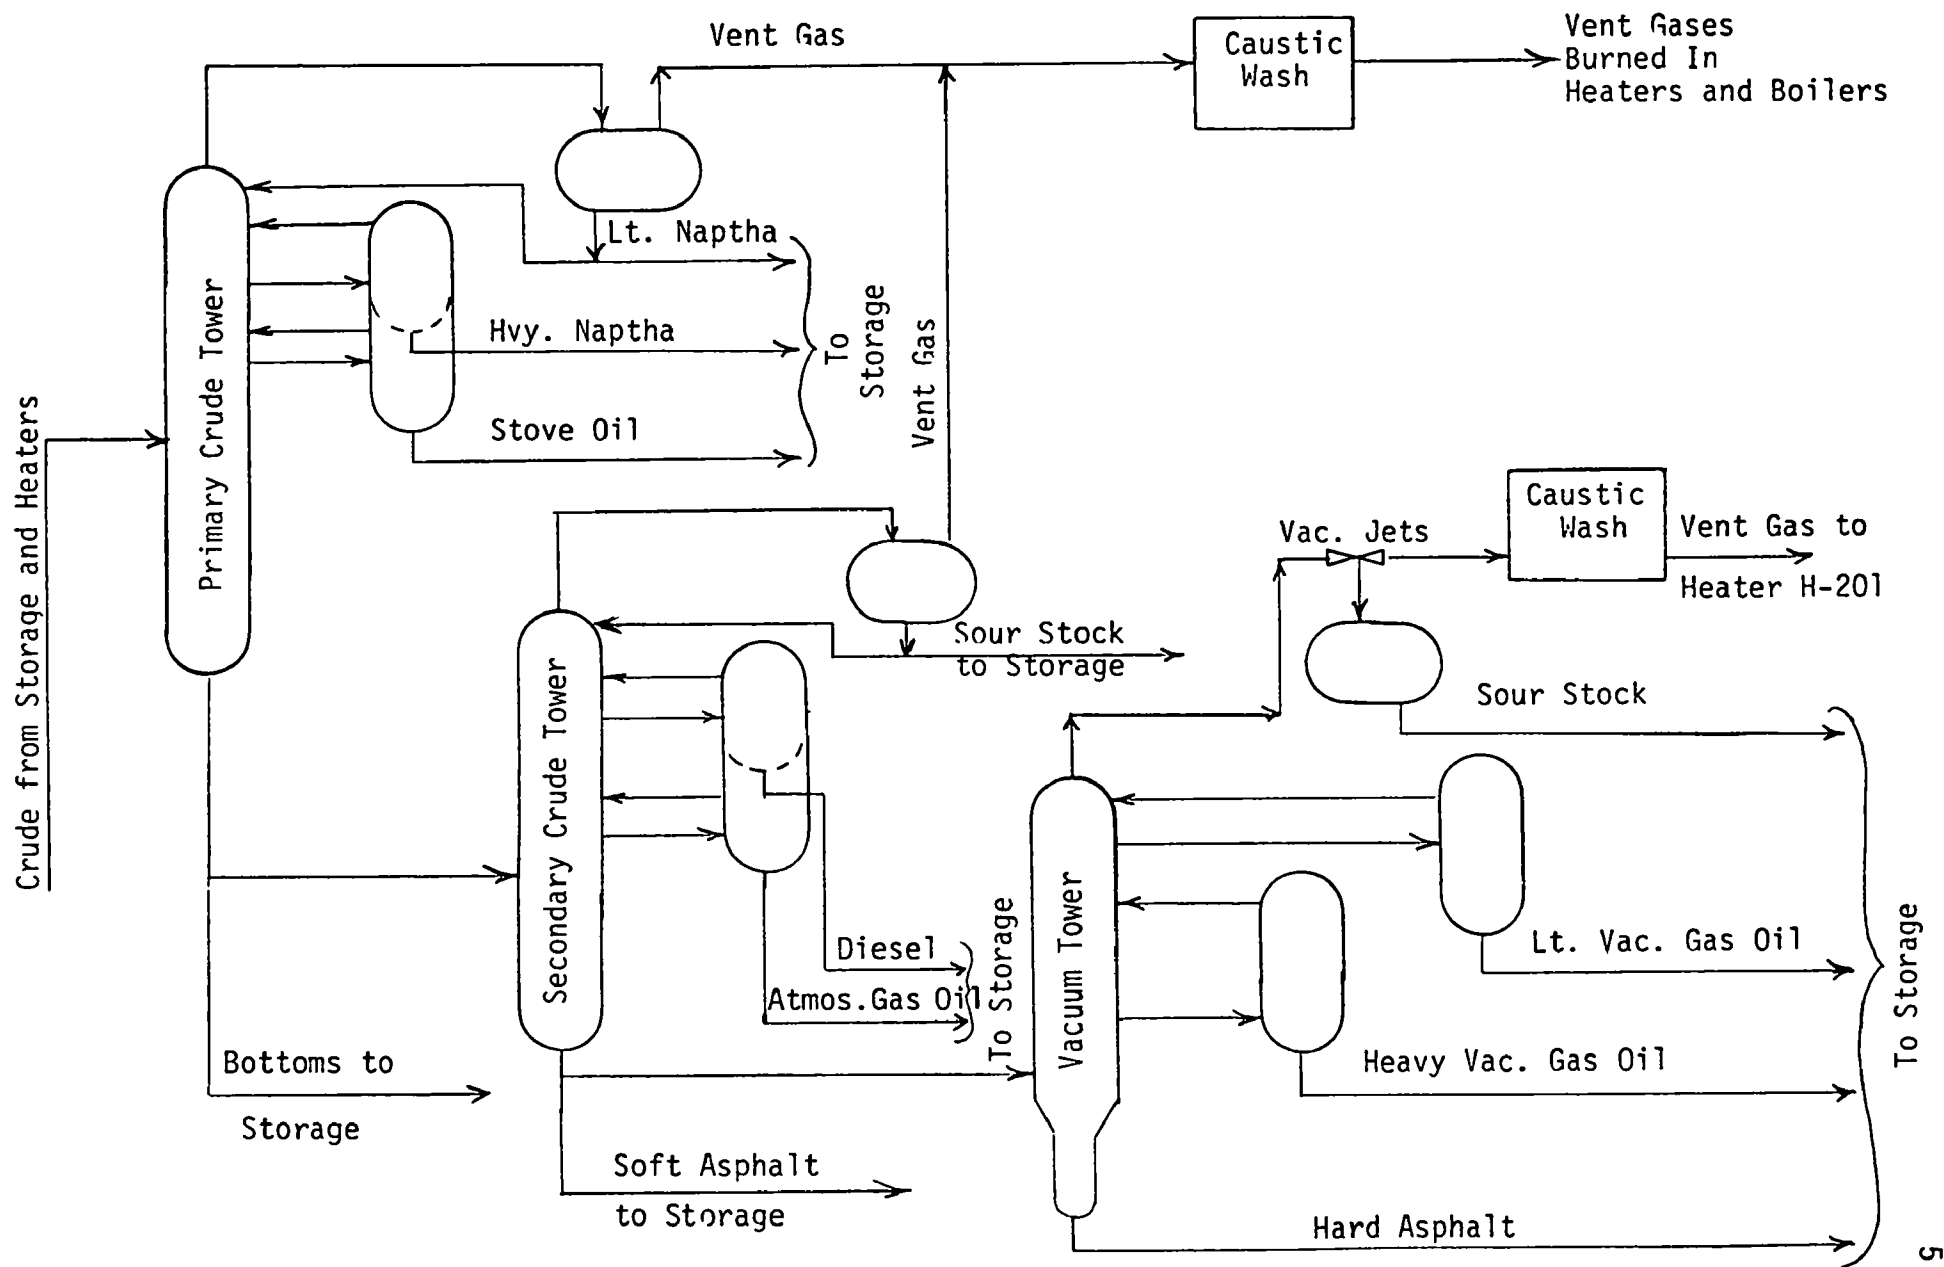 Vent Gas
Caustic
Wash
Vent Gases
Burned In
Heaters and Boilers
Lt. Naptha
Hvy. Naptha
Stove Oil
To
Storage
Vent Gas
Primary Crude Tower
Crude from Storage and Heaters
Vac. Jets
Caustic
Wash
Vent Gas to
Heater H-201
Sour Stock
to Storage
Secondary Crude Tower
Sour Stock
Diesel
Atmos.Gas Oil
To Storage
Vacuum Tower
Lt. Vac. Gas Oil
Heavy Vac. Gas Oil
To Storage
Bottoms to
Storage
Soft Asphalt
to Storage
Hard Asphalt
5